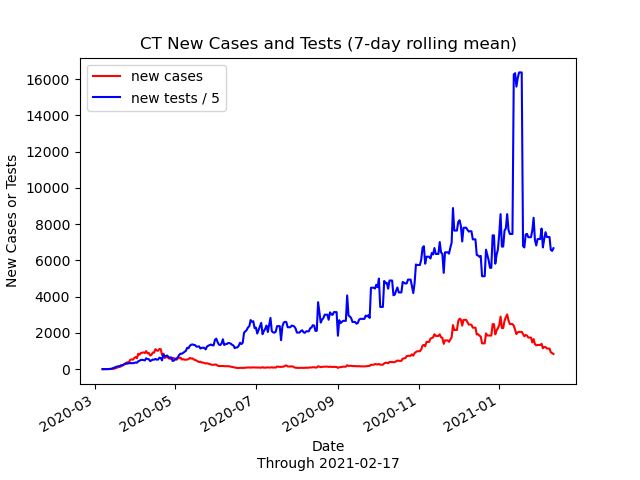 CT New Cases and Tests (7-day rolling mean)
new cases
new tests / 5
New Cases or Tests
16000
14000
12000
10000
8000
6000
4000
2000
0
2020-03
2020-05
2020-07
2020-09
2020-11
2021-01
Date
Through 2021-02-17